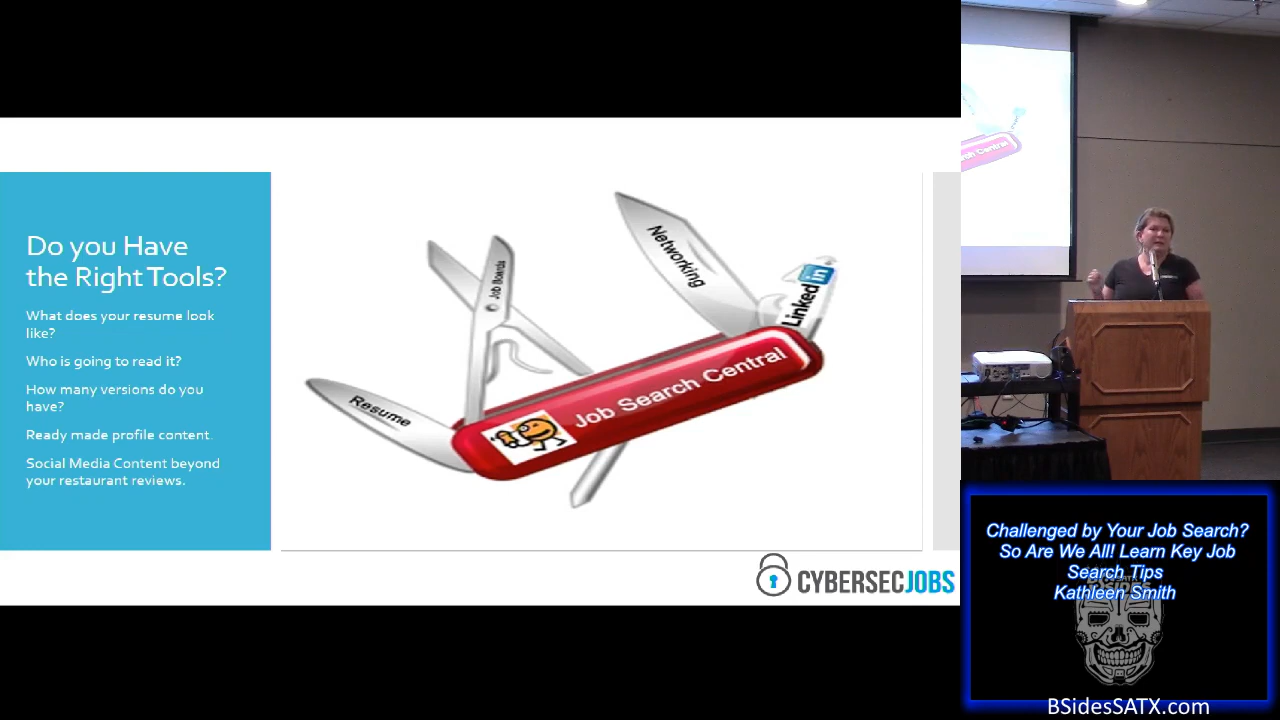 Do you Have
the Right Tools?
What does your resume look
like?
Who is going to read it?
How many versions do you
have?
Ready made profile content.
Social Media Content beyond
your restaurant reviews.
Job Boards
Networking
LinkedIn
Resume
Job Search Central
CYBERSECJOBS
ch Central
Challenged by Your Job Search?
So Are We All! Learn Key Job
Search Tips
Kathleen Smith
BSidesSATX.com